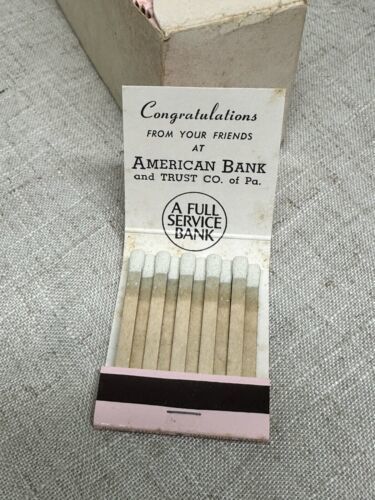 Congratulations
FROM YOUR FRIENDS
AT
AMERICAN BANK
and TRUST CO. of Pa.
A FULL
SERVICE
BANK